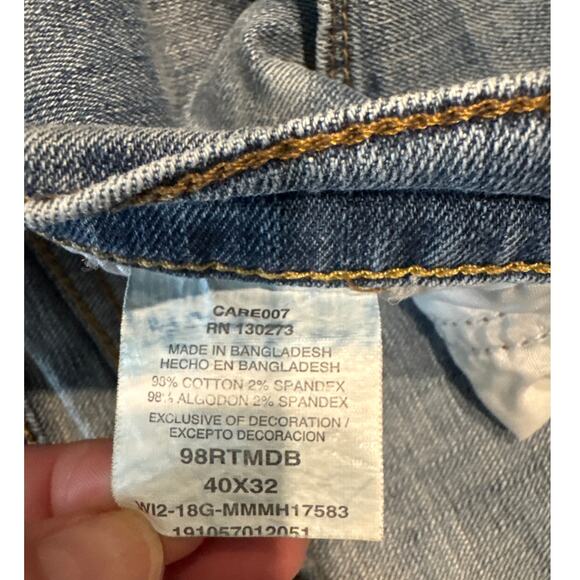 CARE007
RN 130273
MADE IN BANGLADESH
HECHO EN BANGLADESH
98% COTTON 2% SPANDEX
98% ALGODON 2% SPANDEX
EXCLUSIVE OF DECORATION /
EXCEPTO DECORACION
98RTMDB
40X32
WI2-18G-MMMH17583
191057012051